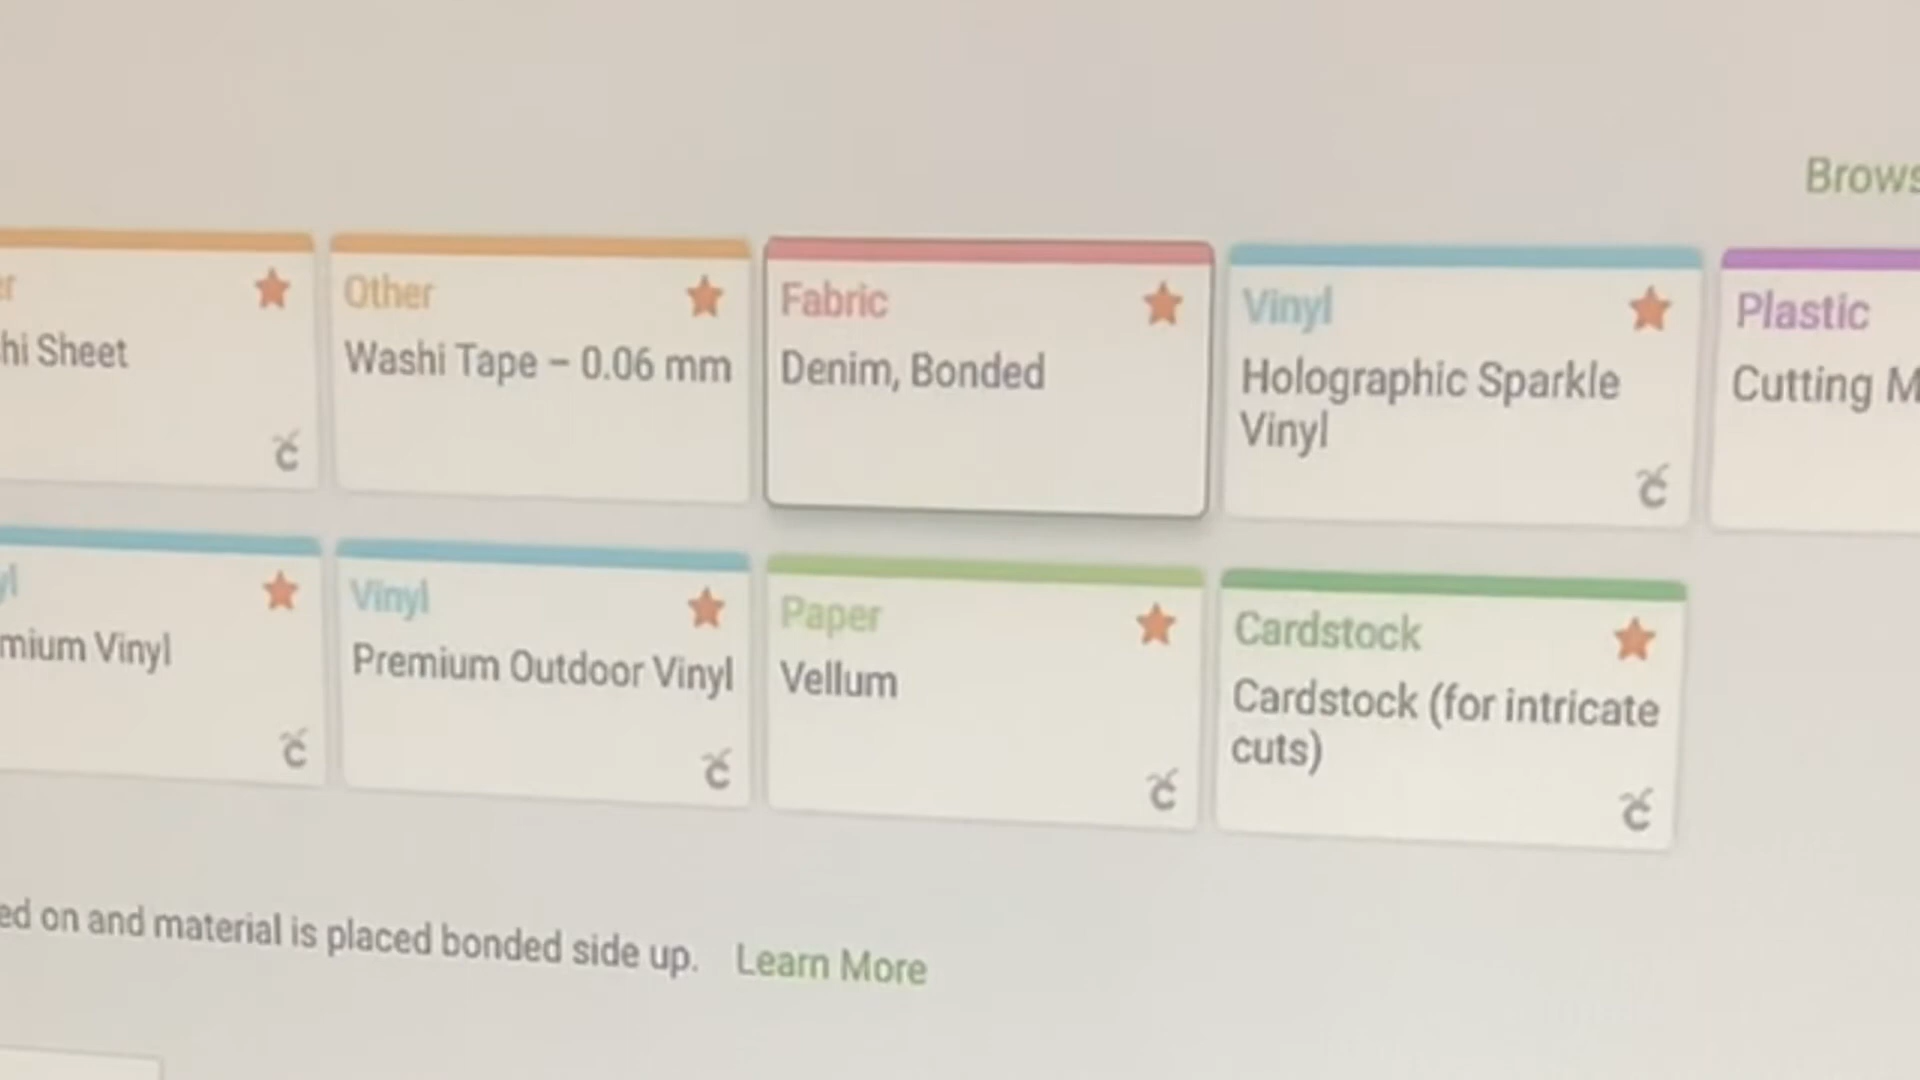 Brows
Other
Washi Tape – 0.06 mm
Fabric
Denim, Bonded
Vinyl
Holographic Sparkle
Vinyl
Plastic
Cutting M
hi Sheet
Vinyl
Premium Outdoor Vinyl
Paper
Vellum
Cardstock
Cardstock (for intricate
cuts)
mium Vinyl
ed on and material is placed bonded side up. Learn More